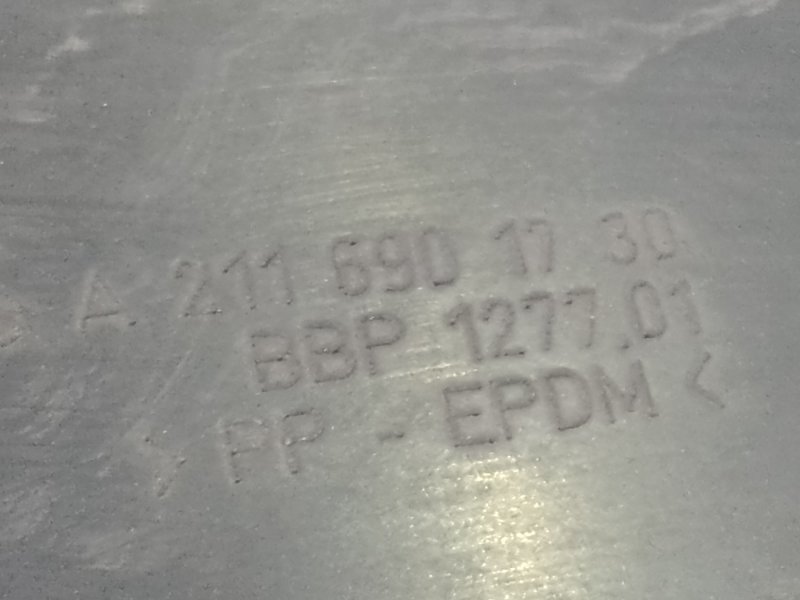 A 211 690 17 30
BBP 1277.01
> PP - EPDM <